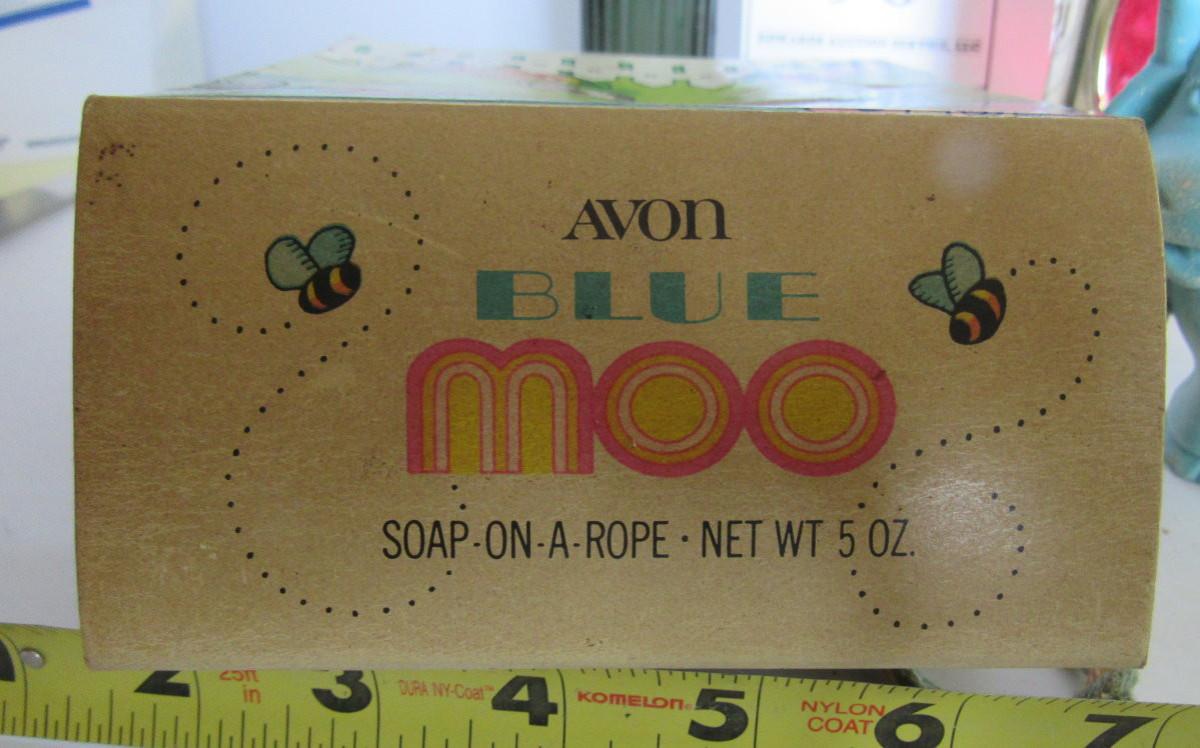 AVON
BLUE
MOO
SOAP-ON-A-ROPE · NET WT 5 OZ.
2 25ft in 3 DURA NY-Coat™ 4 KOMELON® 5 NYLON COAT 6 7